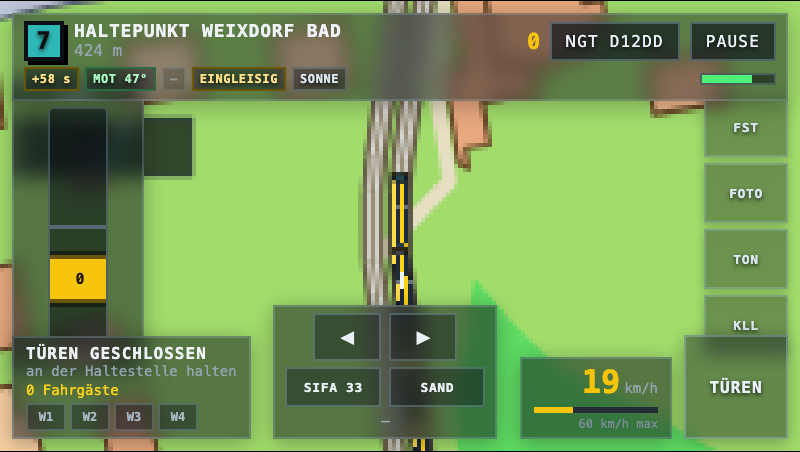 7
HALTEPUNKT WEIXDORF BAD
424 m
0
NGT D12DD
PAUSE
+58 s
MOT 47°
—
EINGLEISIG
SONNE
FST
FOTO
TON
KLL
0
TÜREN GESCHLOSSEN
an der Haltestelle halten
0 Fahrgäste
W1
W2
W3
W4
◀
▶
SIFA 33
SAND
—
19 km/h
60 km/h max
TÜREN